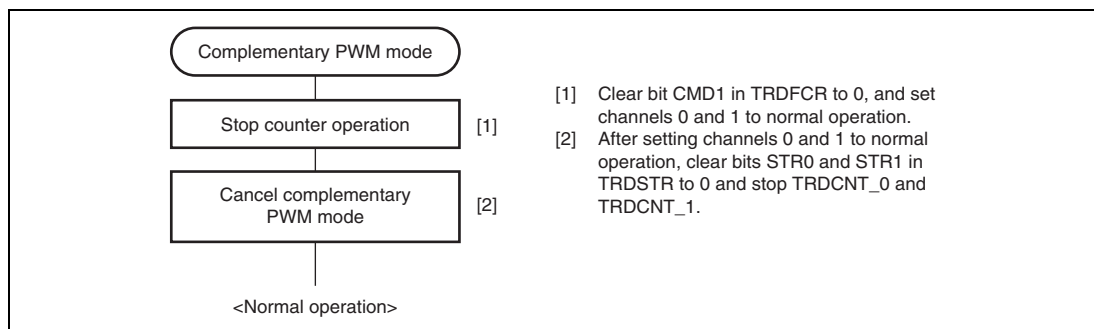 Complementary PWM mode
Stop counter operation
[1]
Cancel complementary
PWM mode
[2]
<Normal operation>
[1] Clear bit CMD1 in TRDFCR to 0, and set
channels 0 and 1 to normal operation.
[2] After setting channels 0 and 1 to normal
operation, clear bits STR0 and STR1 in
TRDSTR to 0 and stop TRDCNT_0 and
TRDCNT_1.